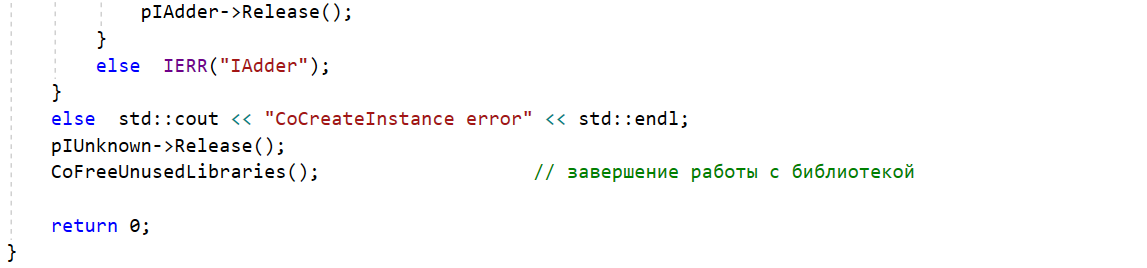 pIAdder->Release();
}
else IERR("IAdder");
}
else std::cout << "CoCreateInstance error" << std::endl;
pIUnknown->Release();
CoFreeUnusedLibraries(); // завершение работы с библиотекой
return 0;
}